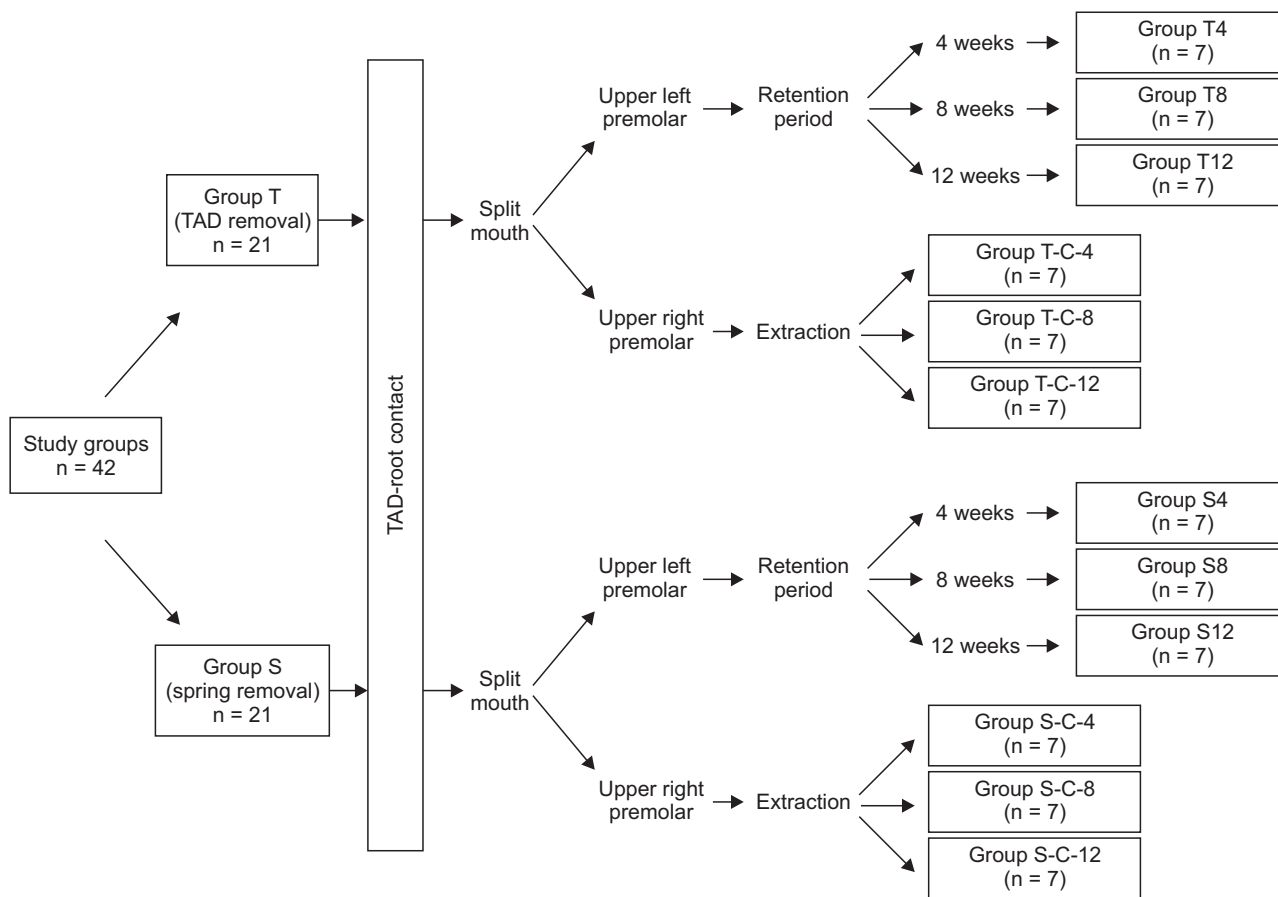 Study groups
n = 42
Group T
(TAD removal)
n = 21
Group S
(spring removal)
n = 21
TAD-root contact
Split
mouth
Upper left
premolar
Retention
period
4 weeks
Group T4
(n = 7)
8 weeks
Group T8
(n = 7)
12 weeks
Group T12
(n = 7)
Upper right
premolar
Extraction
Group T-C-4
(n = 7)
Group T-C-8
(n = 7)
Group T-C-12
(n = 7)
Split
mouth
Upper left
premolar
Retention
period
4 weeks
Group S4
(n = 7)
8 weeks
Group S8
(n = 7)
12 weeks
Group S12
(n = 7)
Upper right
premolar
Extraction
Group S-C-4
(n = 7)
Group S-C-8
(n = 7)
Group S-C-12
(n = 7)